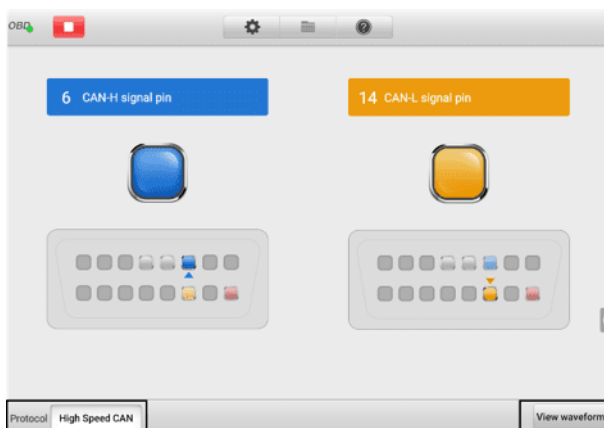 OBD
6 CAN-H signal pin
14 CAN-L signal pin
Protocol High Speed CAN
View waveform